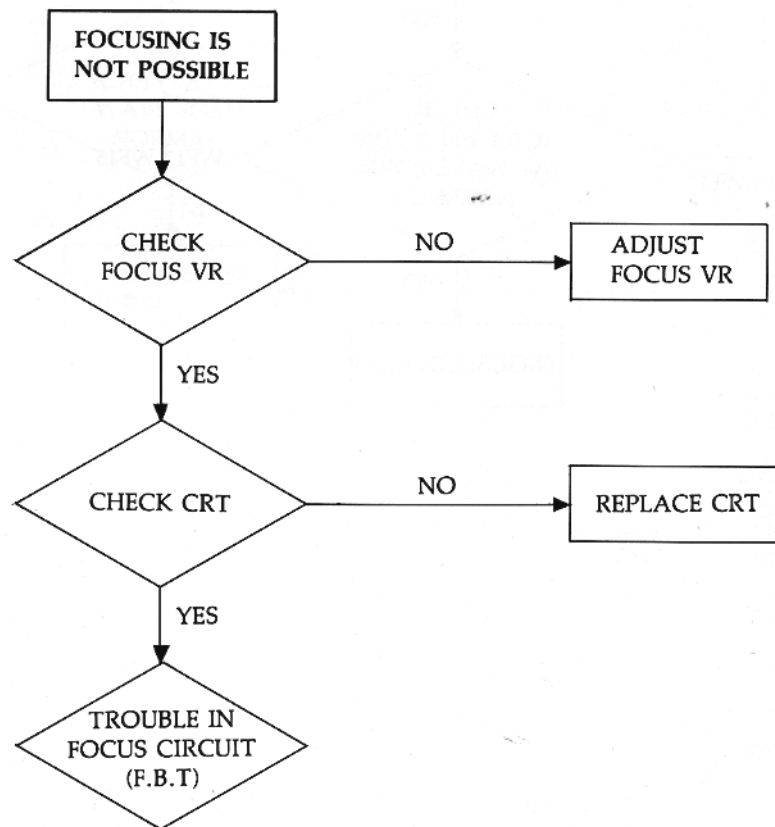 FOCUSING IS
NOT POSSIBLE
CHECK
FOCUS VR
NO
ADJUST
FOCUS VR
YES
CHECK CRT
NO
REPLACE CRT
YES
TROUBLE IN
FOCUS CIRCUIT
(F.B.T)